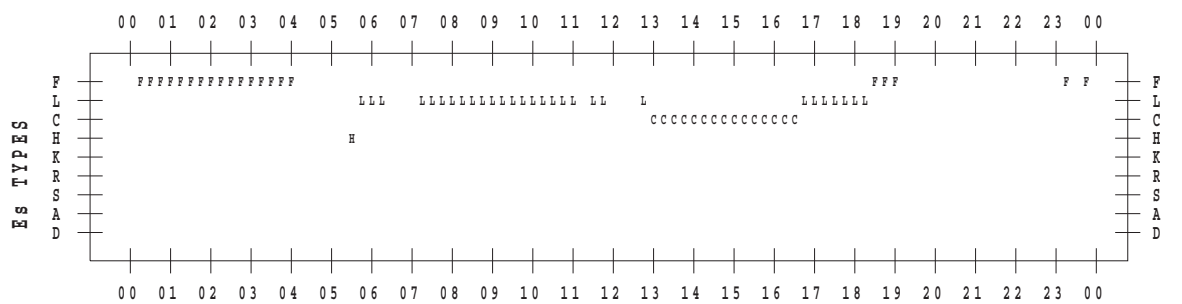 00 01 02 03 04 05 06 07 08 09 10 11 12 13 14 15 16 17 18 19 20 21 22 23 00
F FFFFFFFFFFFFFFFF FFF F F F
L LLL LLLLLLLLLLLLLLLL LL L LLLLLLL L
C CCCCCCCCCCCCCCC C
H H H
K K
R R
S S
A A
D D
Es TYPES
00 01 02 03 04 05 06 07 08 09 10 11 12 13 14 15 16 17 18 19 20 21 22 23 00